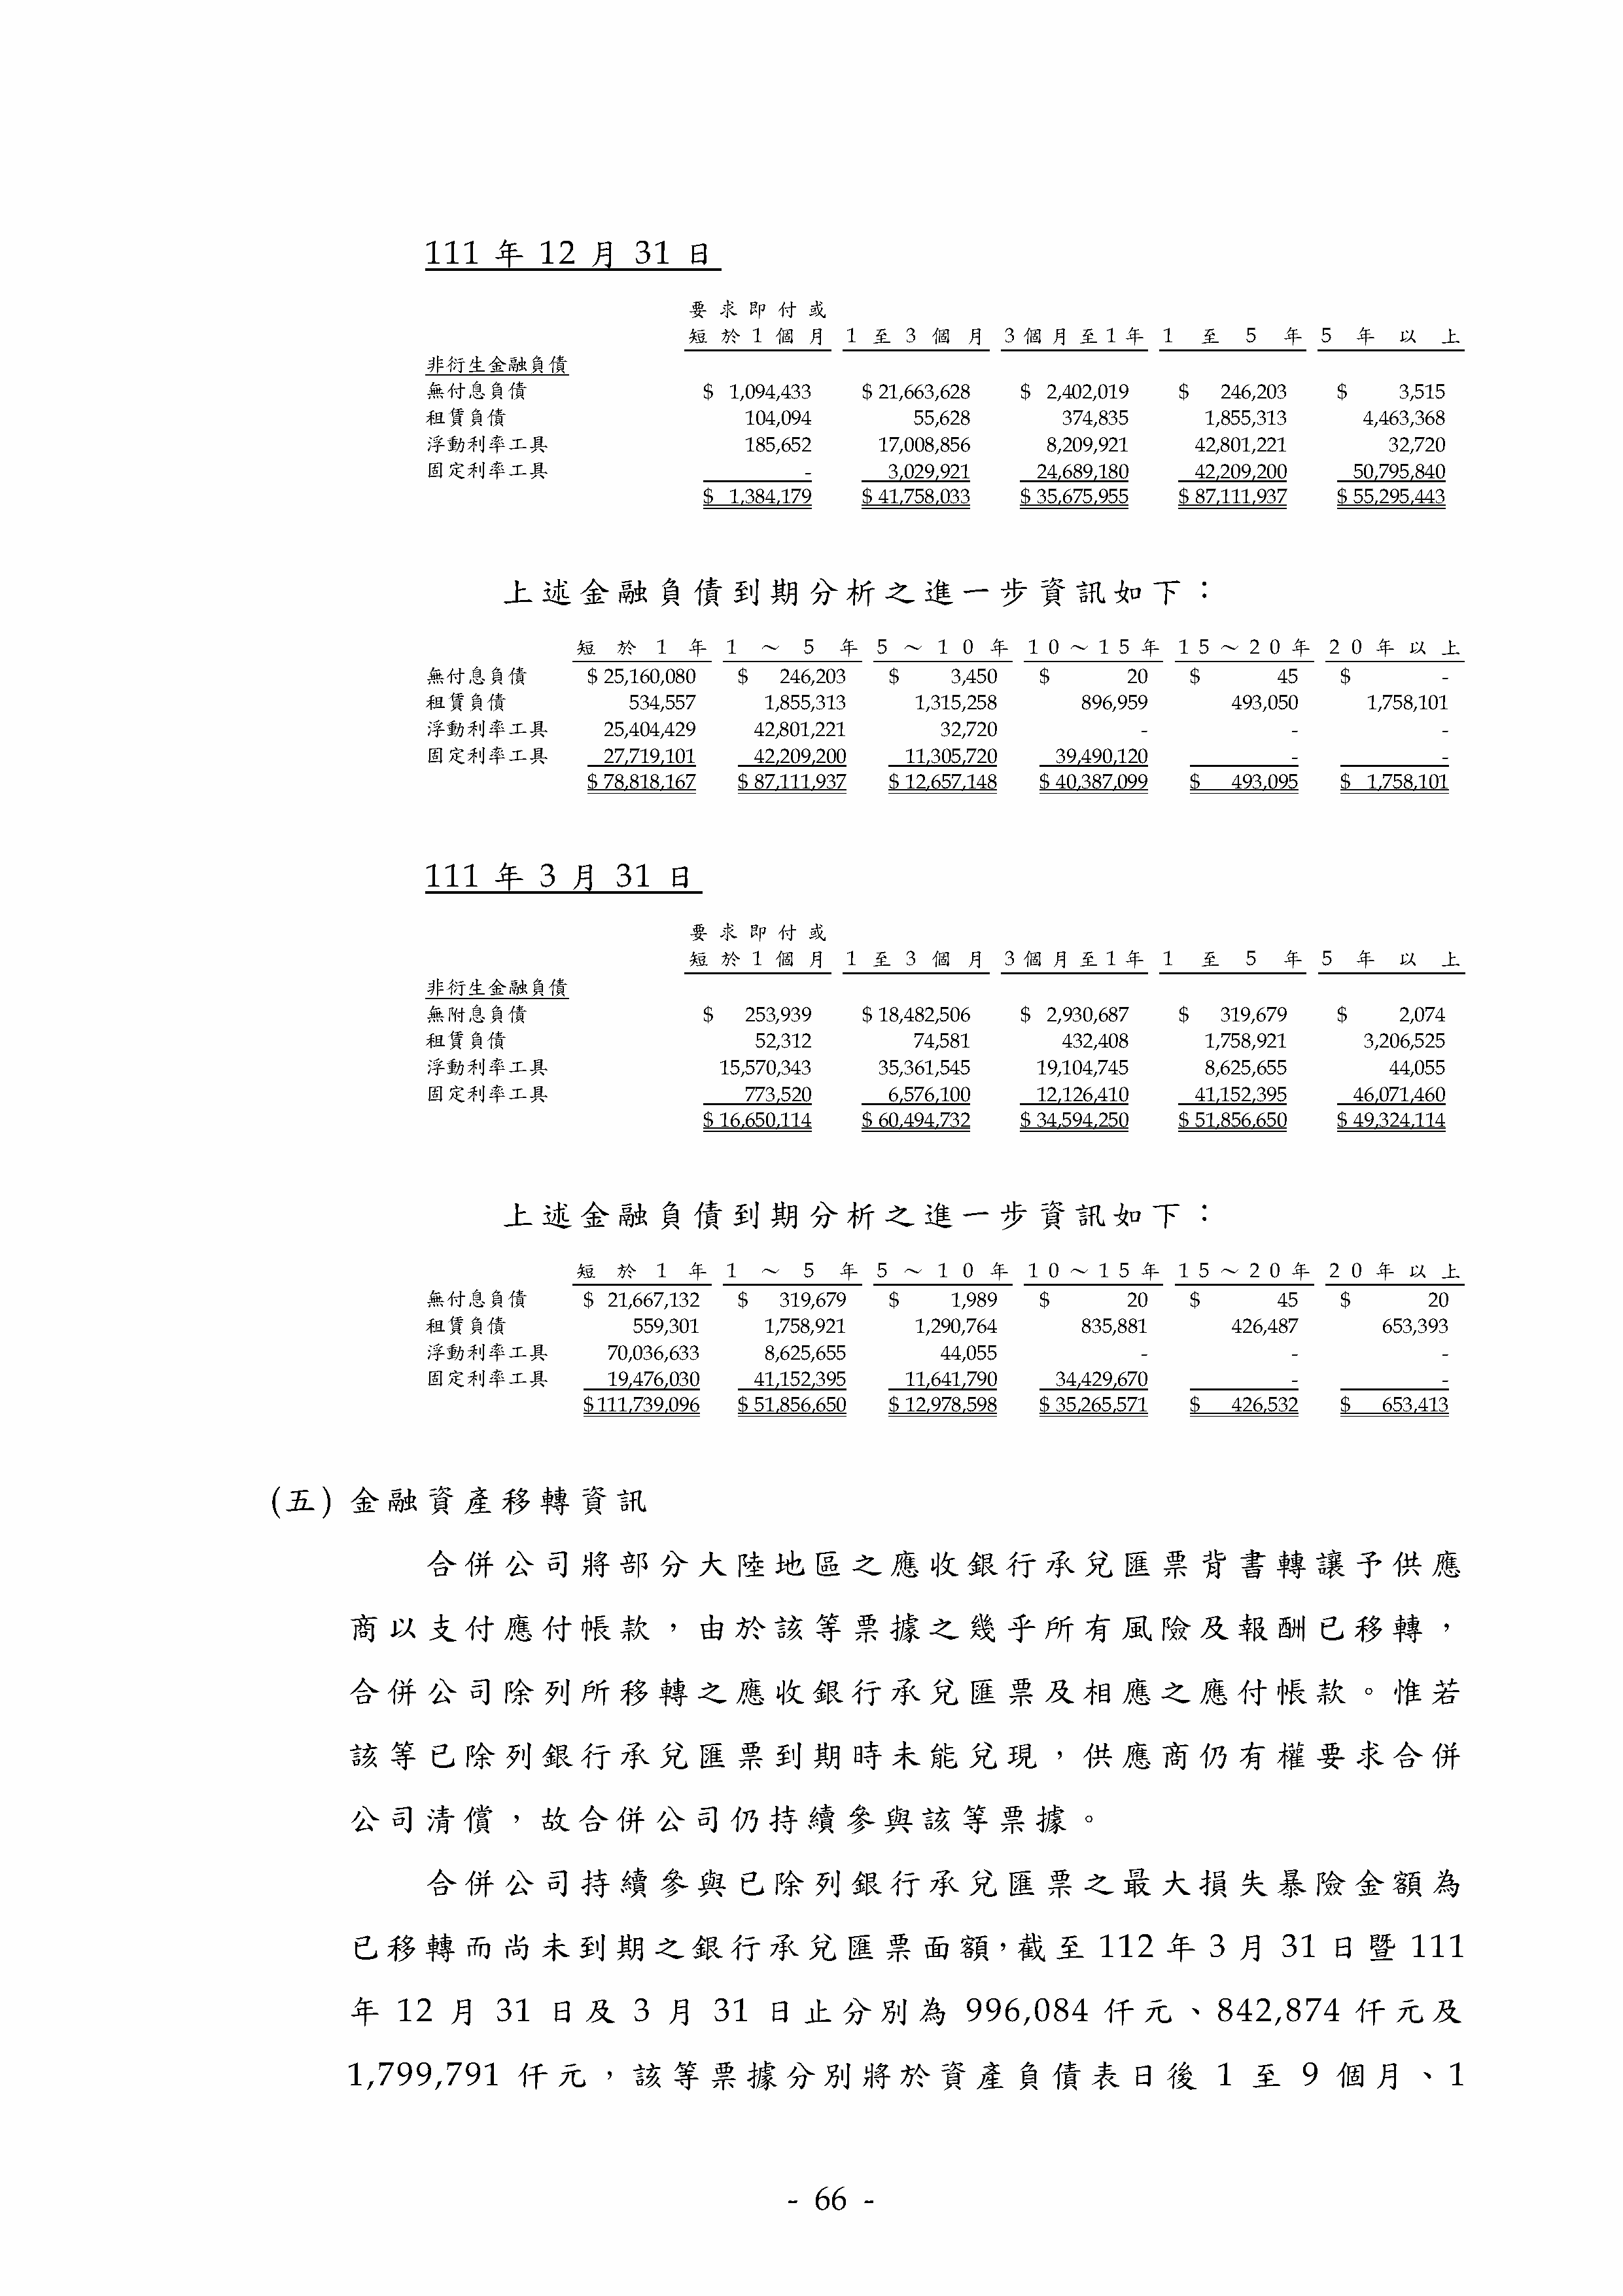 111 年 12 月 31 日
要求即付或
短於1個月 1至3個月 3個月至1年 1至5年 5年以上
非衍生金融負債
無付息負債 $ 1,094,433 $ 21,663,628 $ 2,402,019 $ 246,203 $ 3,515
租賃負債 104,094 55,628 374,835 1,855,313 4,463,368
浮動利率工具 185,652 17,008,856 8,209,921 42,801,221 32,720
固定利率工具 - 3,029,921 24,689,180 42,209,200 50,795,840
$ 1,384,179 $ 41,758,033 $ 35,675,955 $ 87,111,937 $ 55,295,443
上述金融負債到期分析之進一步資訊如下：
短於1年 1～5年 5～10年 10～15年 15～20年 20年以上
無付息負債 $ 25,160,080 $ 246,203 $ 3,450 $ 20 $ 45 $ -
租賃負債 534,557 1,855,313 1,315,258 896,959 493,050 1,758,101
浮動利率工具 25,404,429 42,801,221 32,720 - - -
固定利率工具 27,719,101 42,209,200 11,305,720 39,490,120 - -
$ 78,818,167 $ 87,111,937 $ 12,657,148 $ 40,387,099 $ 493,095 $ 1,758,101
111 年 3 月 31 日
要求即付或
短於1個月 1至3個月 3個月至1年 1至5年 5年以上
非衍生金融負債
無附息負債 $ 253,939 $ 18,482,506 $ 2,930,687 $ 319,679 $ 2,074
租賃負債 52,312 74,581 432,408 1,758,921 3,206,525
浮動利率工具 15,570,343 35,361,545 19,104,745 8,625,655 44,055
固定利率工具 773,520 6,576,100 12,126,410 41,152,395 46,071,460
$ 16,650,114 $ 60,494,732 $ 34,594,250 $ 51,856,650 $ 49,324,114
上述金融負債到期分析之進一步資訊如下：
短於1年 1～5年 5～10年 10～15年 15～20年 20年以上
無付息負債 $ 21,667,132 $ 319,679 $ 1,989 $ 20 $ 45 $ 20
租賃負債 559,301 1,758,921 1,290,764 835,881 426,487 653,393
浮動利率工具 70,036,633 8,625,655 44,055 - - -
固定利率工具 19,476,030 41,152,395 11,641,790 34,429,670 - -
$111,739,096 $ 51,856,650 $ 12,978,598 $ 35,265,571 $ 426,532 $ 653,413
(五) 金融資產移轉資訊
合併公司將部分大陸地區之應收銀行承兌匯票背書轉讓予供應
商以支付應付帳款，由於該等票據之幾乎所有風險及報酬已移轉，
合併公司除列所移轉之應收銀行承兌匯票及相應之應付帳款。惟若
該等已除列銀行承兌匯票到期時未能兌現，供應商仍有權要求合併
公司清償，故合併公司仍持續參與該等票據。
合併公司持續參與已除列銀行承兌匯票之最大損失暴險金額為
已移轉而尚未到期之銀行承兌匯票面額，截至 112 年 3 月 31 日暨 111
年 12 月 31 日及 3 月 31 日止分別為 996,084 仟元、842,874 仟元及
1,799,791 仟元，該等票據分別將於資產負債表日後 1 至 9 個月、1
- 66 -